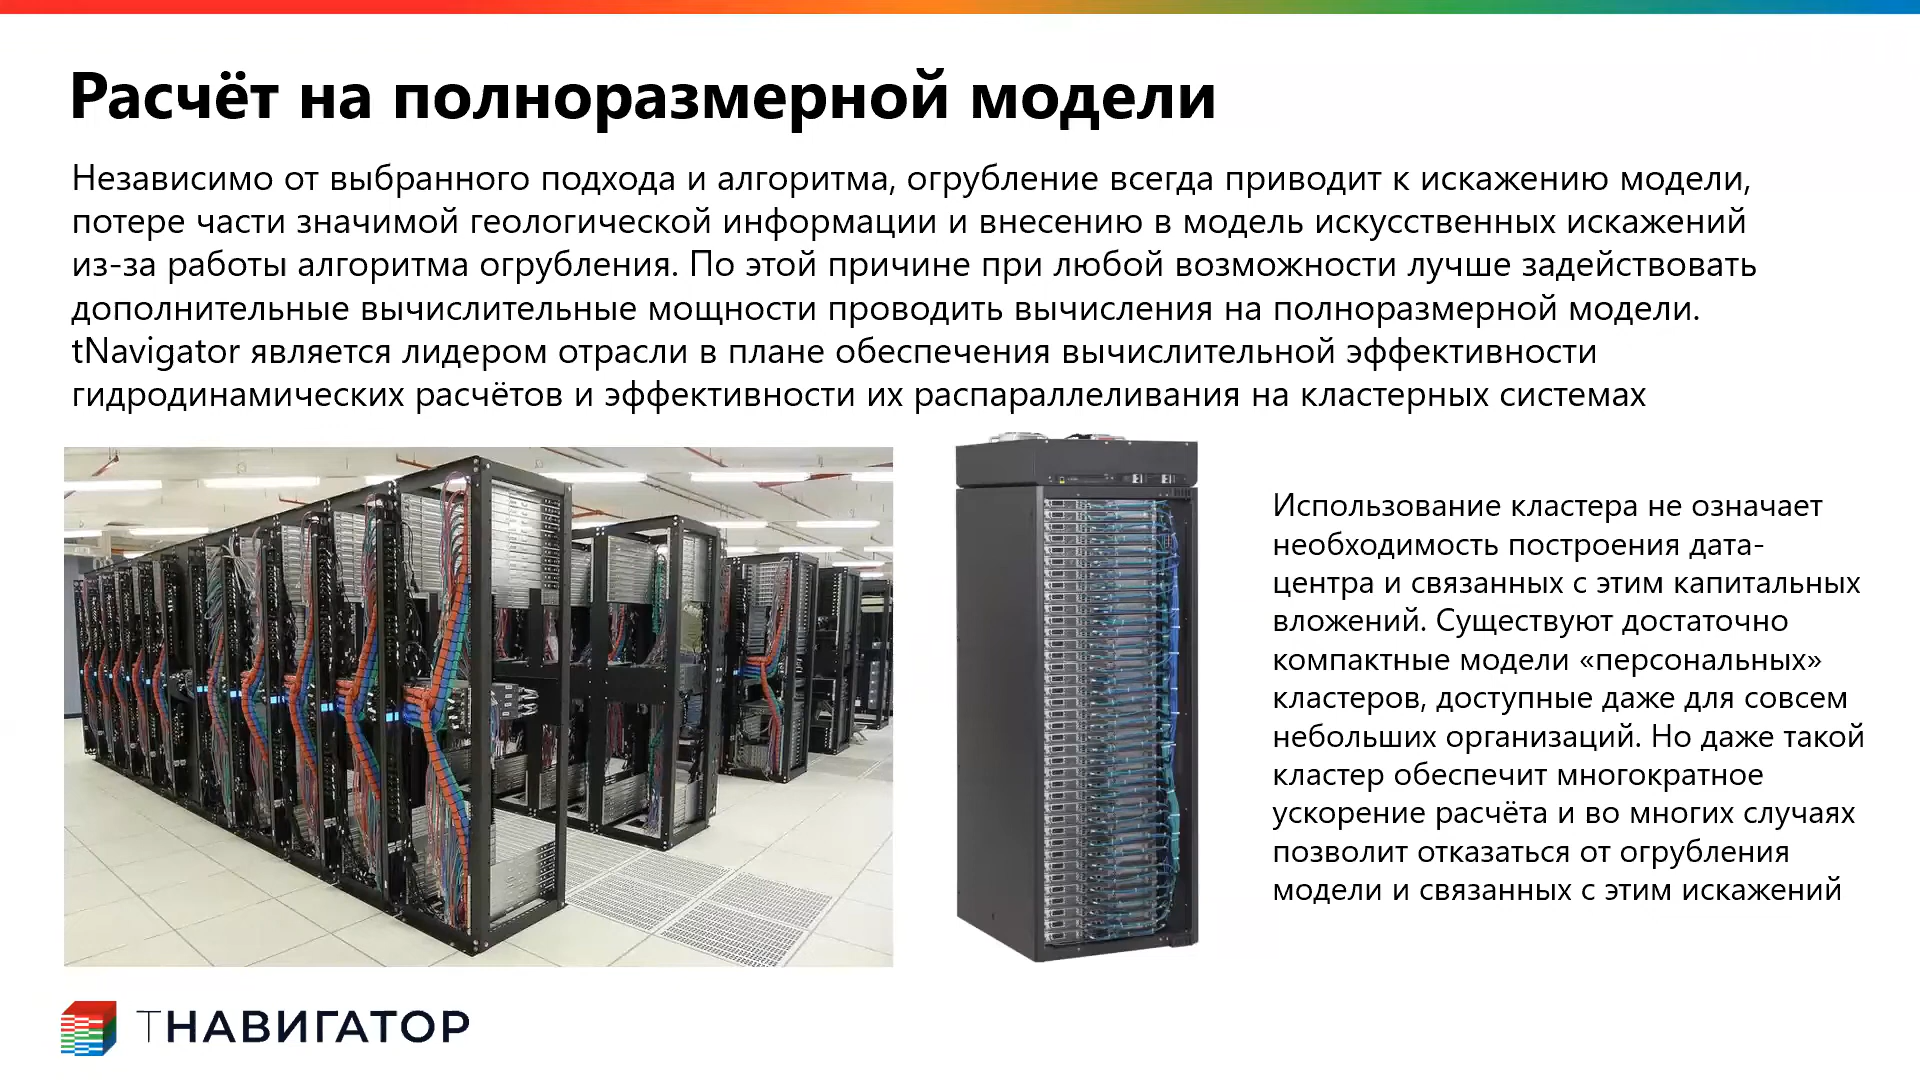 Расчёт на полноразмерной модели
Независимо от выбранного подхода и алгоритма, огрубление всегда приводит к искажению модели,
потере части значимой геологической информации и внесению в модель искусственных искажений
из-за работы алгоритма огрубления. По этой причине при любой возможности лучше задействовать
дополнительные вычислительные мощности проводить вычисления на полноразмерной модели.
tNavigator является лидером отрасли в плане обеспечения вычислительной эффективности
гидродинамических расчётов и эффективности их распараллеливания на кластерных системах
Использование кластера не означает
необходимость построения дата-
центра и связанных с этим капитальных
вложений. Существуют достаточно
компактные модели «персональных»
кластеров, доступные даже для совсем
небольших организаций. Но даже такой
кластер обеспечит многократное
ускорение расчёта и во многих случаях
позволит отказаться от огрубления
модели и связанных с этим искажений
ТНАВИГАТОР